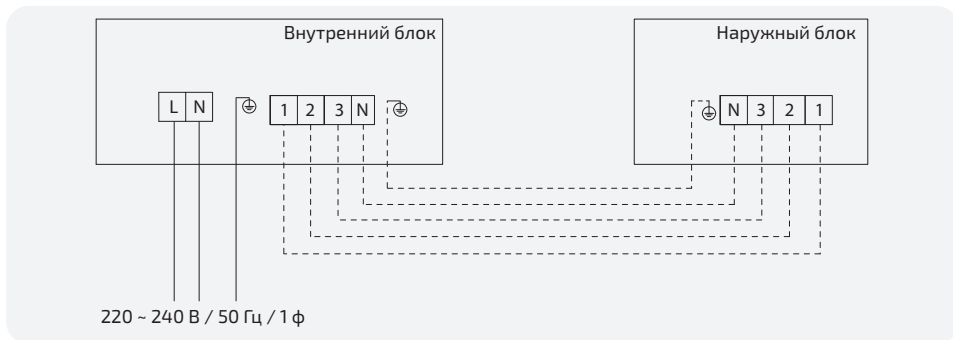 Внутренний блок
Наружный блок
L N
1 2 3 N
N 3 2 1
220 ~ 240 В / 50 Гц / 1 ф